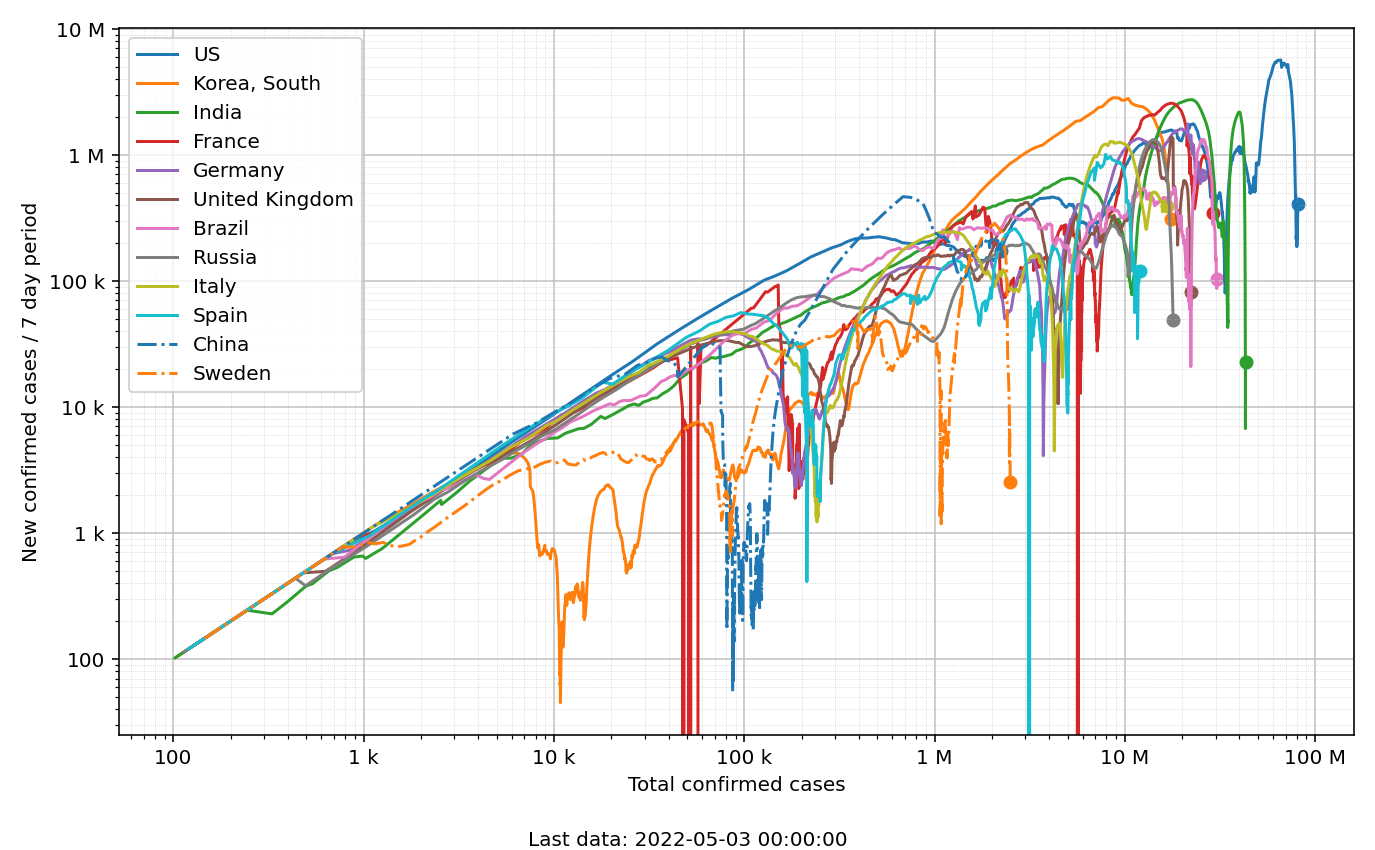 10 M
1 M
100 k
10 k
1 k
100
New confirmed cases / 7 day period
US
Korea, South
India
France
Germany
United Kingdom
Brazil
Russia
Italy
Spain
China
Sweden
100
1 k
10 k
100 k
1 M
10 M
100 M
Total confirmed cases
Last data: 2022-05-03 00:00:00